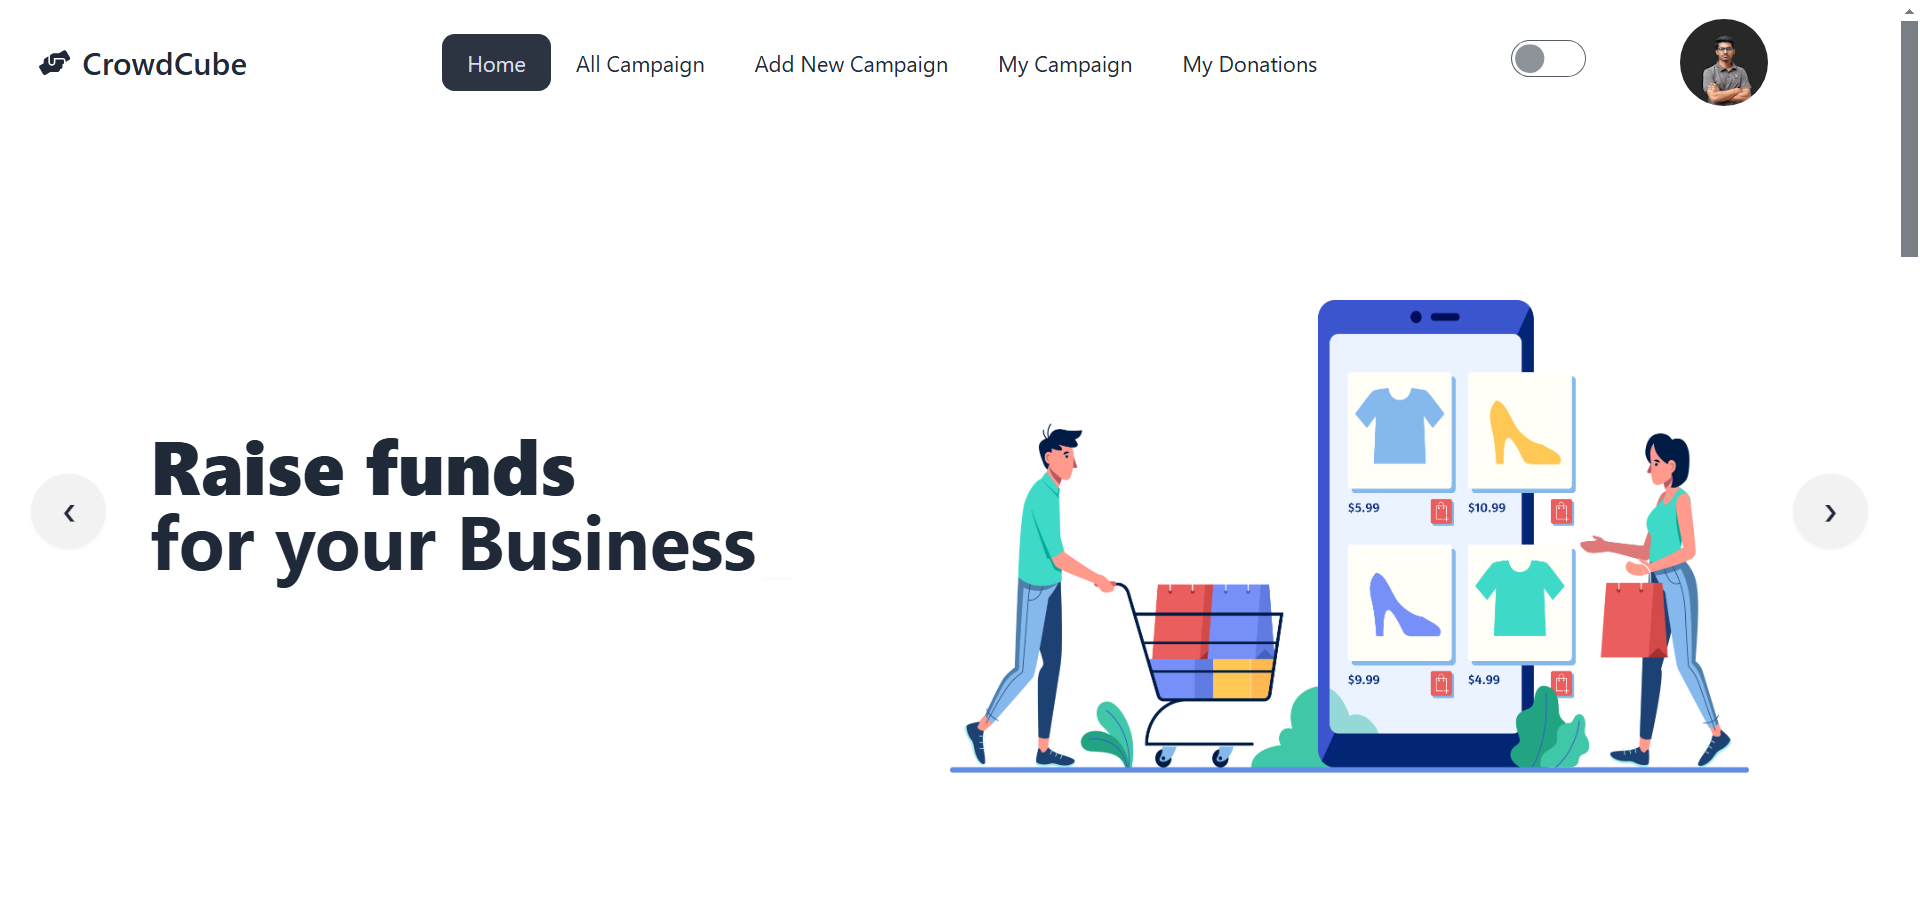 CrowdCube
Home
All Campaign
Add New Campaign
My Campaign
My Donations
Raise funds
for your Business
$5.99
$10.99
$9.99
$4.99